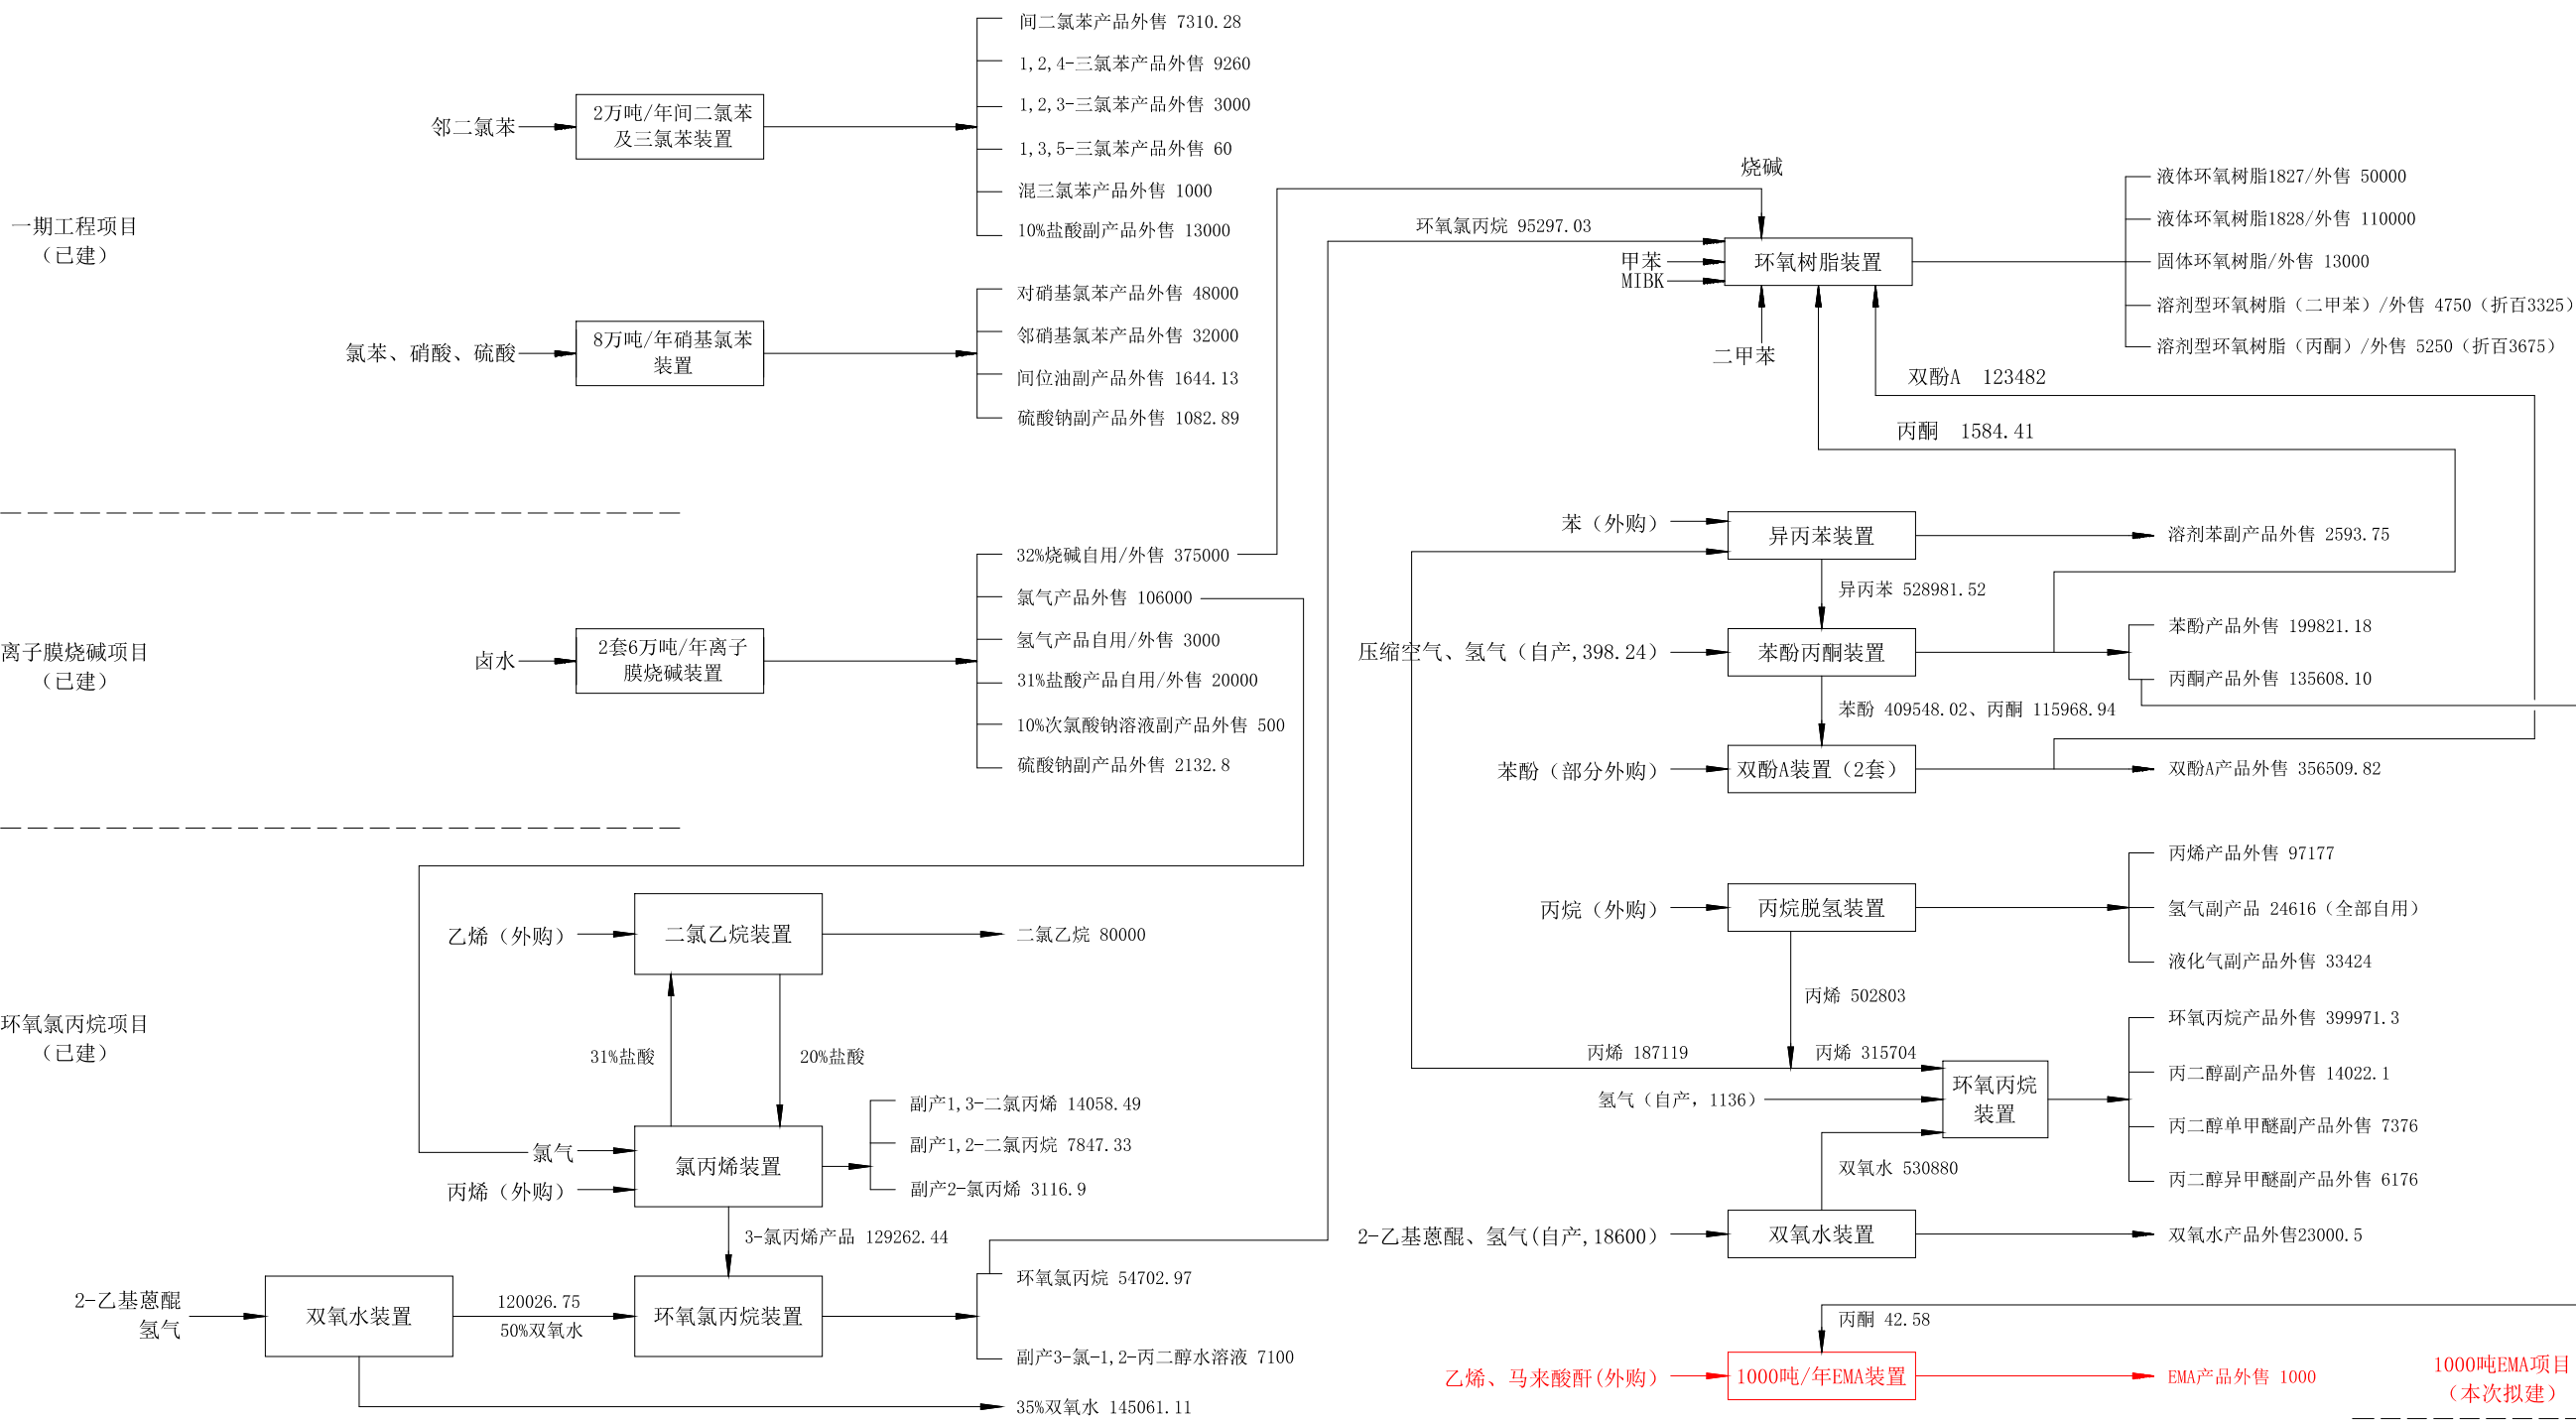 一期工程项目
（已建）
邻二氯苯
2万吨/年间二氯苯
及三氯苯装置
间二氯苯产品外售 7310.28
1,2,4-三氯苯产品外售 9260
1,2,3-三氯苯产品外售 3000
1,3,5-三氯苯产品外售 60
混三氯苯产品外售 1000
10%盐酸副产品外售 13000
氯苯、硝酸、硫酸
8万吨/年硝基氯苯
装置
对硝基氯苯产品外售 48000
邻硝基氯苯产品外售 32000
间位油副产品外售 1644.13
硫酸钠副产品外售 1082.89
离子膜烧碱项目
（已建）
卤水
2套6万吨/年离子
膜烧碱装置
32%烧碱自用/外售 375000
氯气产品外售 106000
氢气产品自用/外售 3000
31%盐酸产品自用/外售 20000
10%次氯酸钠溶液副产品外售 500
硫酸钠副产品外售 2132.8
环氧氯丙烷项目
（已建）
乙烯（外购）
二氯乙烷装置
二氯乙烷 80000
31%盐酸
20%盐酸
氯气
丙烯（外购）
氯丙烯装置
副产1,3-二氯丙烯 14058.49
副产1,2-二氯丙烷 7847.33
副产2-氯丙烯 3116.9
3-氯丙烯产品 129262.44
2-乙基蒽醌
氢气
双氧水装置
120026.75
50%双氧水
环氧氯丙烷装置
环氧氯丙烷 54702.97
副产3-氯-1,2-丙二醇水溶液 7100
35%双氧水 145061.11
烧碱
环氧氯丙烷 95297.03
甲苯
MIBK
环氧树脂装置
二甲苯
液体环氧树脂1827/外售 50000
液体环氧树脂1828/外售 110000
固体环氧树脂/外售 13000
溶剂型环氧树脂（二甲苯）/外售 4750（折百3325）
溶剂型环氧树脂（丙酮）/外售 5250（折百3675）
双酚A 123482
丙酮 1584.41
苯（外购）
异丙苯装置
溶剂苯副产品外售 2593.75
异丙苯 528981.52
压缩空气、氢气（自产,398.24）
苯酚丙酮装置
苯酚产品外售 199821.18
丙酮产品外售 135608.10
苯酚 409548.02、丙酮 115968.94
苯酚（部分外购）
双酚A装置（2套）
双酚A产品外售 356509.82
丙烷（外购）
丙烷脱氢装置
丙烯产品外售 97177
氢气副产品 24616（全部自用）
液化气副产品外售 33424
丙烯 502803
丙烯 187119
丙烯 315704
氢气（自产，1136）
环氧丙烷
装置
环氧丙烷产品外售 399971.3
丙二醇副产品外售 14022.1
丙二醇单甲醚副产品外售 7376
丙二醇异甲醚副产品外售 6176
双氧水 530880
2-乙基蒽醌、氢气(自产,18600）
双氧水装置
双氧水产品外售23000.5
丙酮 42.58
乙烯、马来酸酐(外购）
1000吨/年EMA装置
EMA产品外售 1000
1000吨EMA项目
（本次拟建）